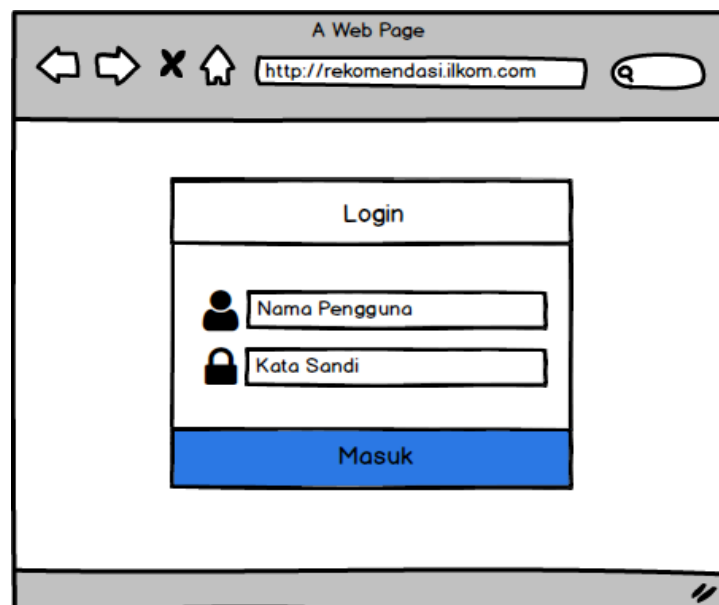 A Web Page
http://rekomendasi.ilkom.com
Login
Nama Pengguna
Kata Sandi
Masuk